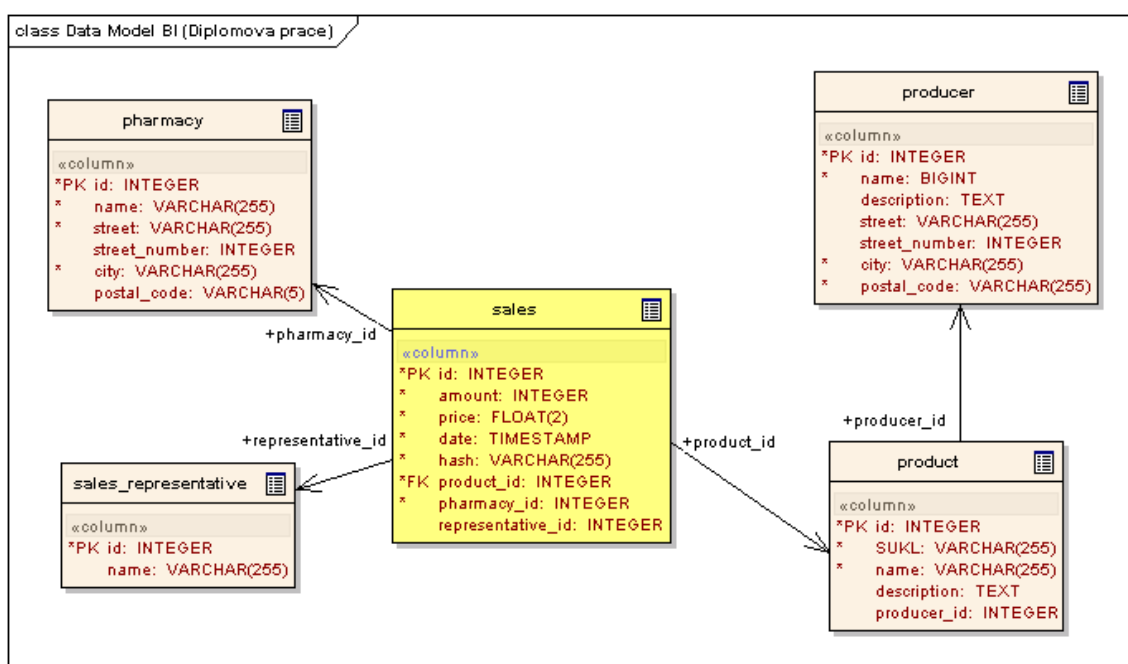 class Data Model BI (Diplomova prace)
pharmacy
«column»
*PK id: INTEGER
* name: VARCHAR(255)
* street: VARCHAR(255)
street_number: INTEGER
* city: VARCHAR(255)
postal_code: VARCHAR(5)
producer
«column»
*PK id: INTEGER
* name: BIGINT
description: TEXT
street: VARCHAR(255)
street_number: INTEGER
* city: VARCHAR(255)
* postal_code: VARCHAR(255)
+pharmacy_id
sales
«column»
*PK id: INTEGER
* amount: INTEGER
* price: FLOAT(2)
* date: TIMESTAMP
* hash: VARCHAR(255)
*FK product_id: INTEGER
* pharmacy_id: INTEGER
representative_id: INTEGER
+representative_id
+product_id
+producer_id
sales_representative
«column»
*PK id: INTEGER
name: VARCHAR(255)
product
«column»
*PK id: INTEGER
* SUKL: VARCHAR(255)
* name: VARCHAR(255)
description: TEXT
producer_id: INTEGER